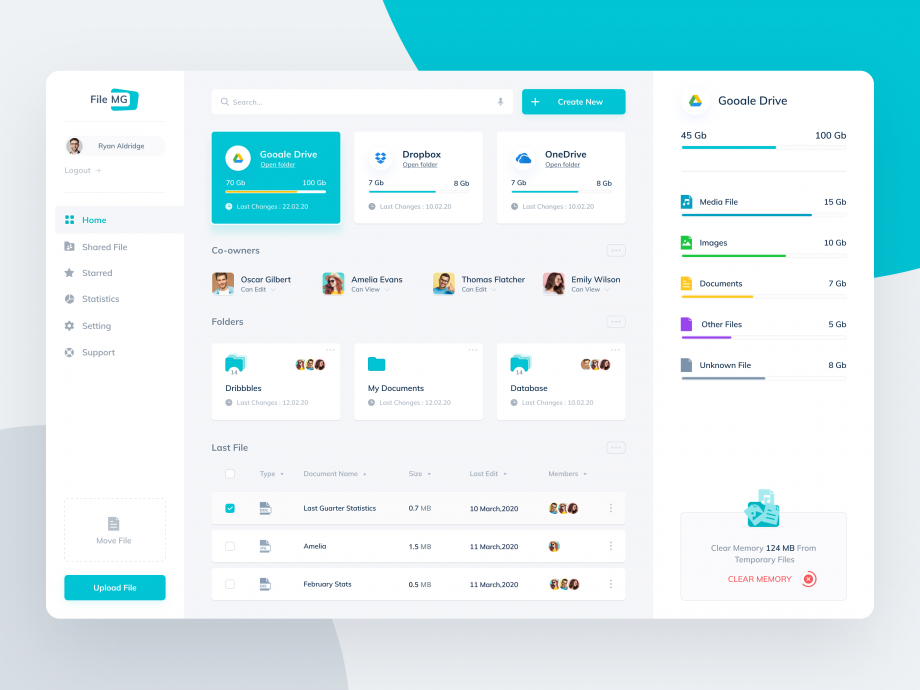 File MG
Ryan Aldridge
Logout
Home
Shared File
Starred
Statistics
Setting
Support
Move File
Upload File
Search...
Create New
Gooale Drive
Open folder
70 Gb 100 Gb
Last Changes : 22.02.20
Dropbox
Open folder
7 Gb 8 Gb
Last Changes : 10.02.20
OneDrive
Open folder
7 Gb 8 Gb
Last Changes : 10.02.20
Co-owners
Oscar Gilbert
Can Edit
Amelia Evans
Can View
Thomas Flatcher
Can Edit
Emily Wilson
Can View
Folders
14
Dribbbles
Last Changes : 12.02.20
My Documents
Last Changes : 12.02.20
14
Database
Last Changes : 10.02.20
Last File
Type Document Name Size Last Edit Members
Last Guarter Statistics 0.7 MB 10 March,2020
Amelia 1.5 MB 11 March,2020
February Stats 0.5 MB 11 March,2020
Gooale Drive
45 Gb 100 Gb
Media File 15 Gb
Images 10 Gb
Documents 7 Gb
Other Files 5 Gb
Unknown File 8 Gb
Clear Memory 124 MB From
Temporary Files
CLEAR MEMORY